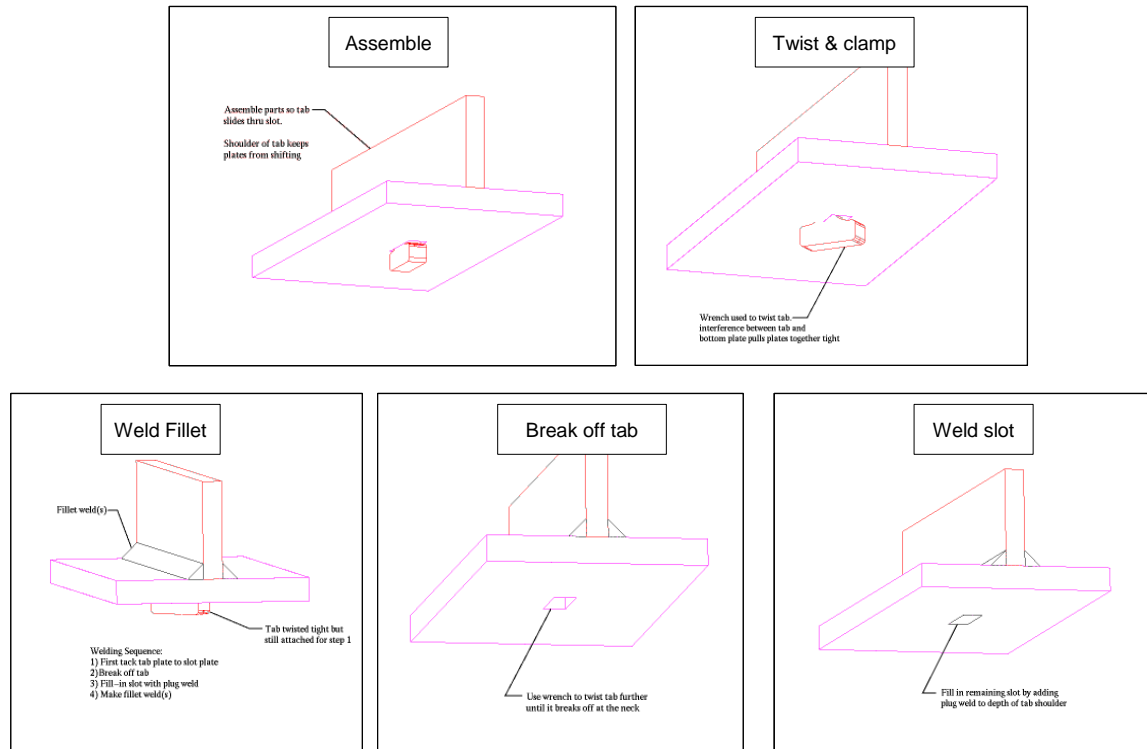 Assemble
Assemble parts so tab
slides thru slot.
Shoulder of tab keeps
plates from shifting
Twist & clamp
Wrench used to twist tab.
interference between tab and
bottom plate pulls plates together tight
Weld Fillet
Fillet weld(s)
Tab twisted tight but
still attached for step 1
Welding Sequence:
1) First tack tab plate to slot plate
2)Break off tab
3) Fill-in slot with plug weld
4) Make fillet weld(s)
Break off tab
Use wrench to twist tab further
until it breaks off at the neck
Weld slot
Fill in remaining slot by adding
plug weld to depth of tab shoulder